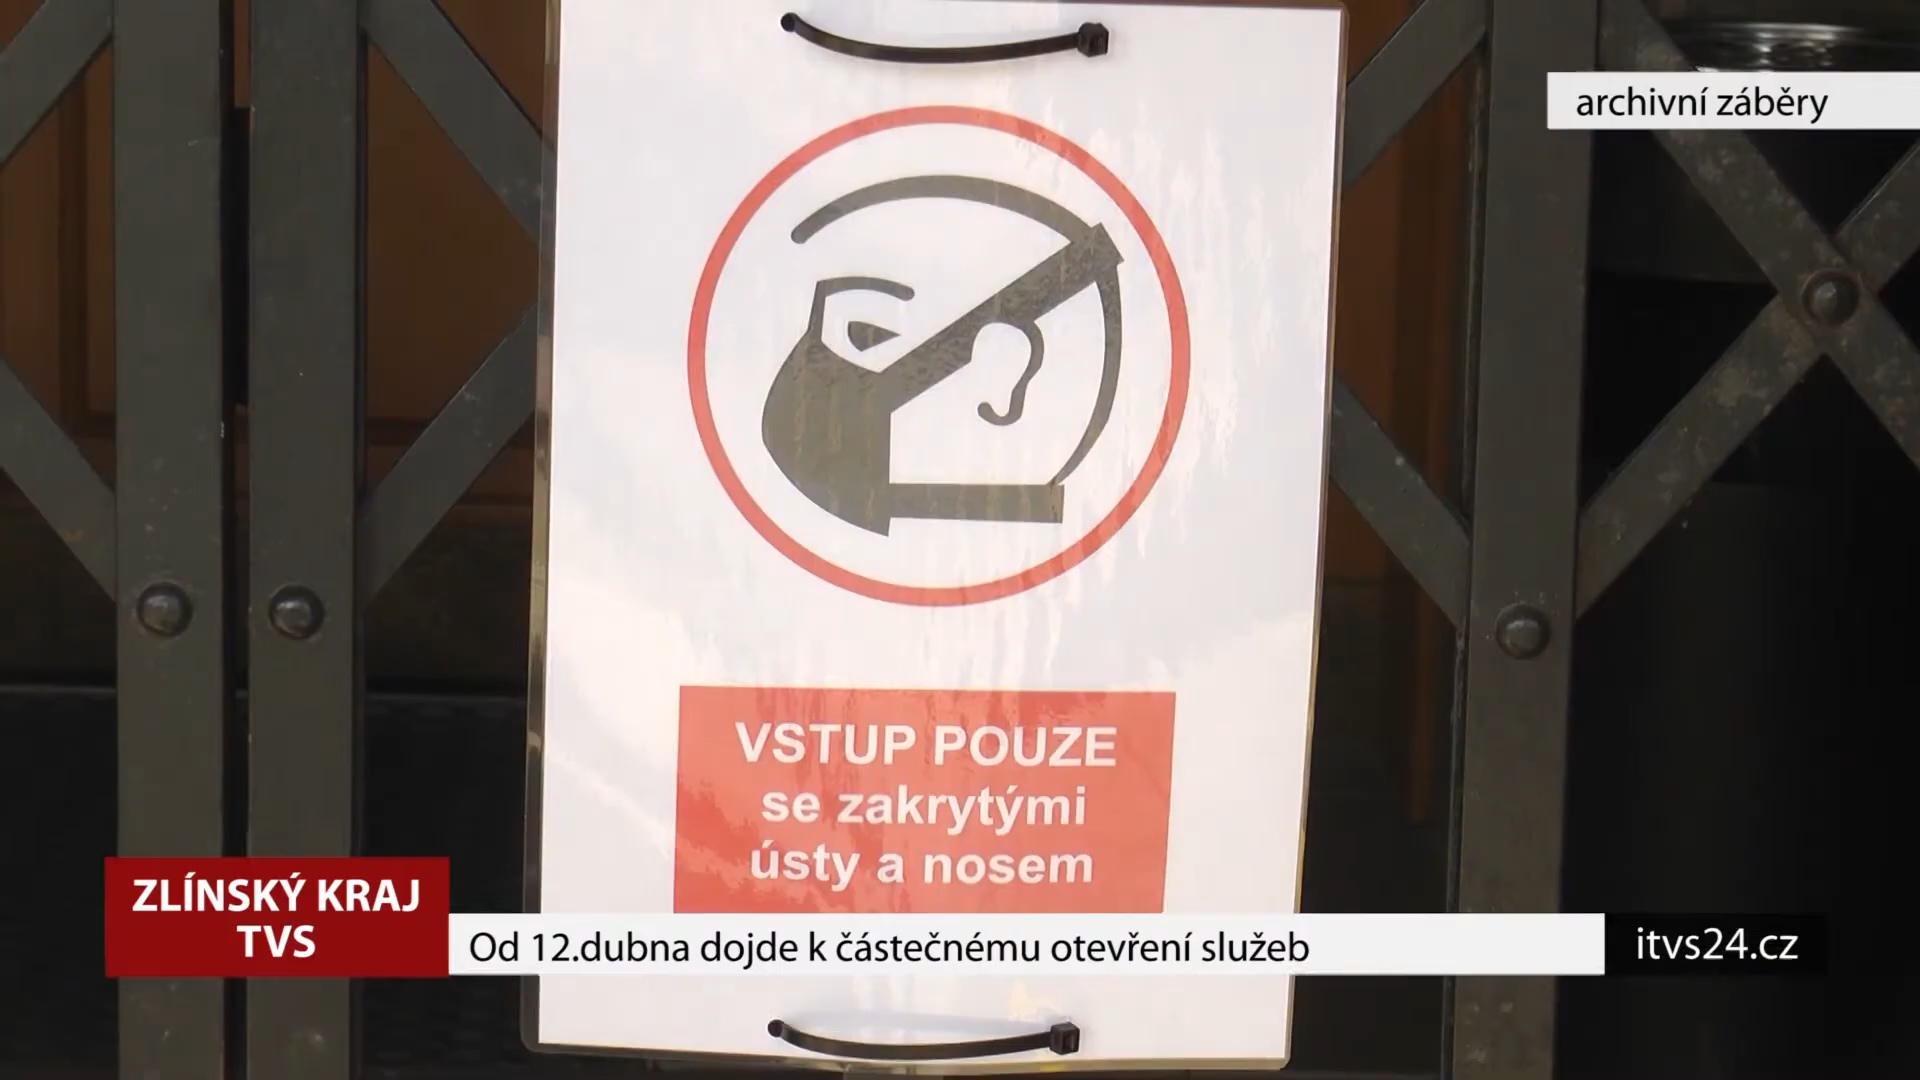 archivní záběry
VSTUP POUZE
se zakrytými
ústy a nosem
ZLÍNSKÝ KRAJ
TVS
Od 12.dubna dojde k částečnému otevření služeb
itvs24.cz